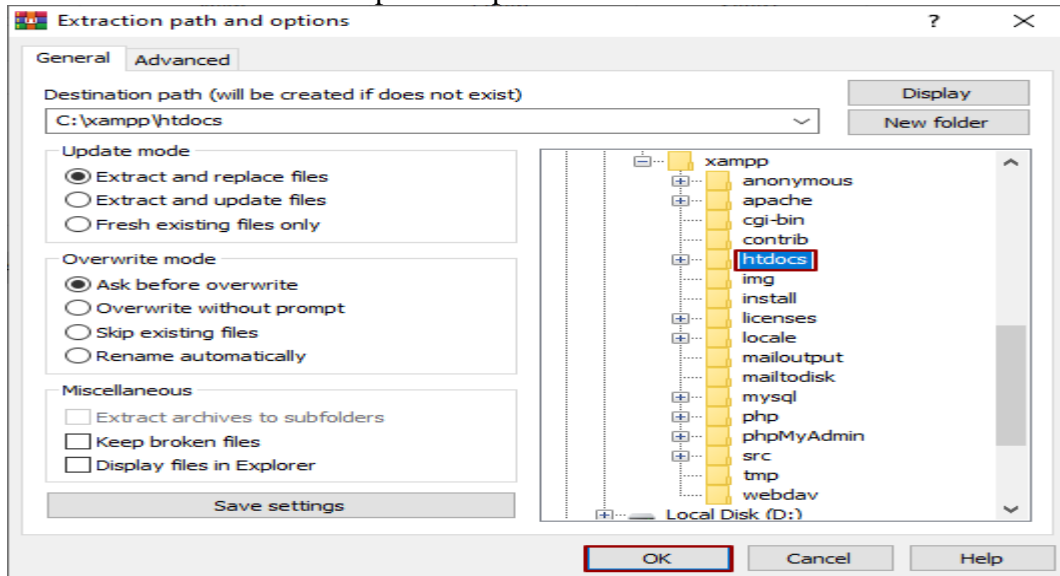 Extraction path and options
?
General
Advanced
Destination path (will be created if does not exist)
Display
C:\xampp\htdocs
New folder
Update mode
Extract and replace files
Extract and update files
Fresh existing files only
Overwrite mode
Ask before overwrite
Overwrite without prompt
Skip existing files
Rename automatically
Miscellaneous
Extract archives to subfolders
Keep broken files
Display files in Explorer
Save settings
xampp
anonymous
apache
cgi-bin
contrib
htdocs
img
install
licenses
locale
mailoutput
mailtodisk
mysql
php
phpMyAdmin
src
tmp
webdav
Local Disk (D:)
OK
Cancel
Help